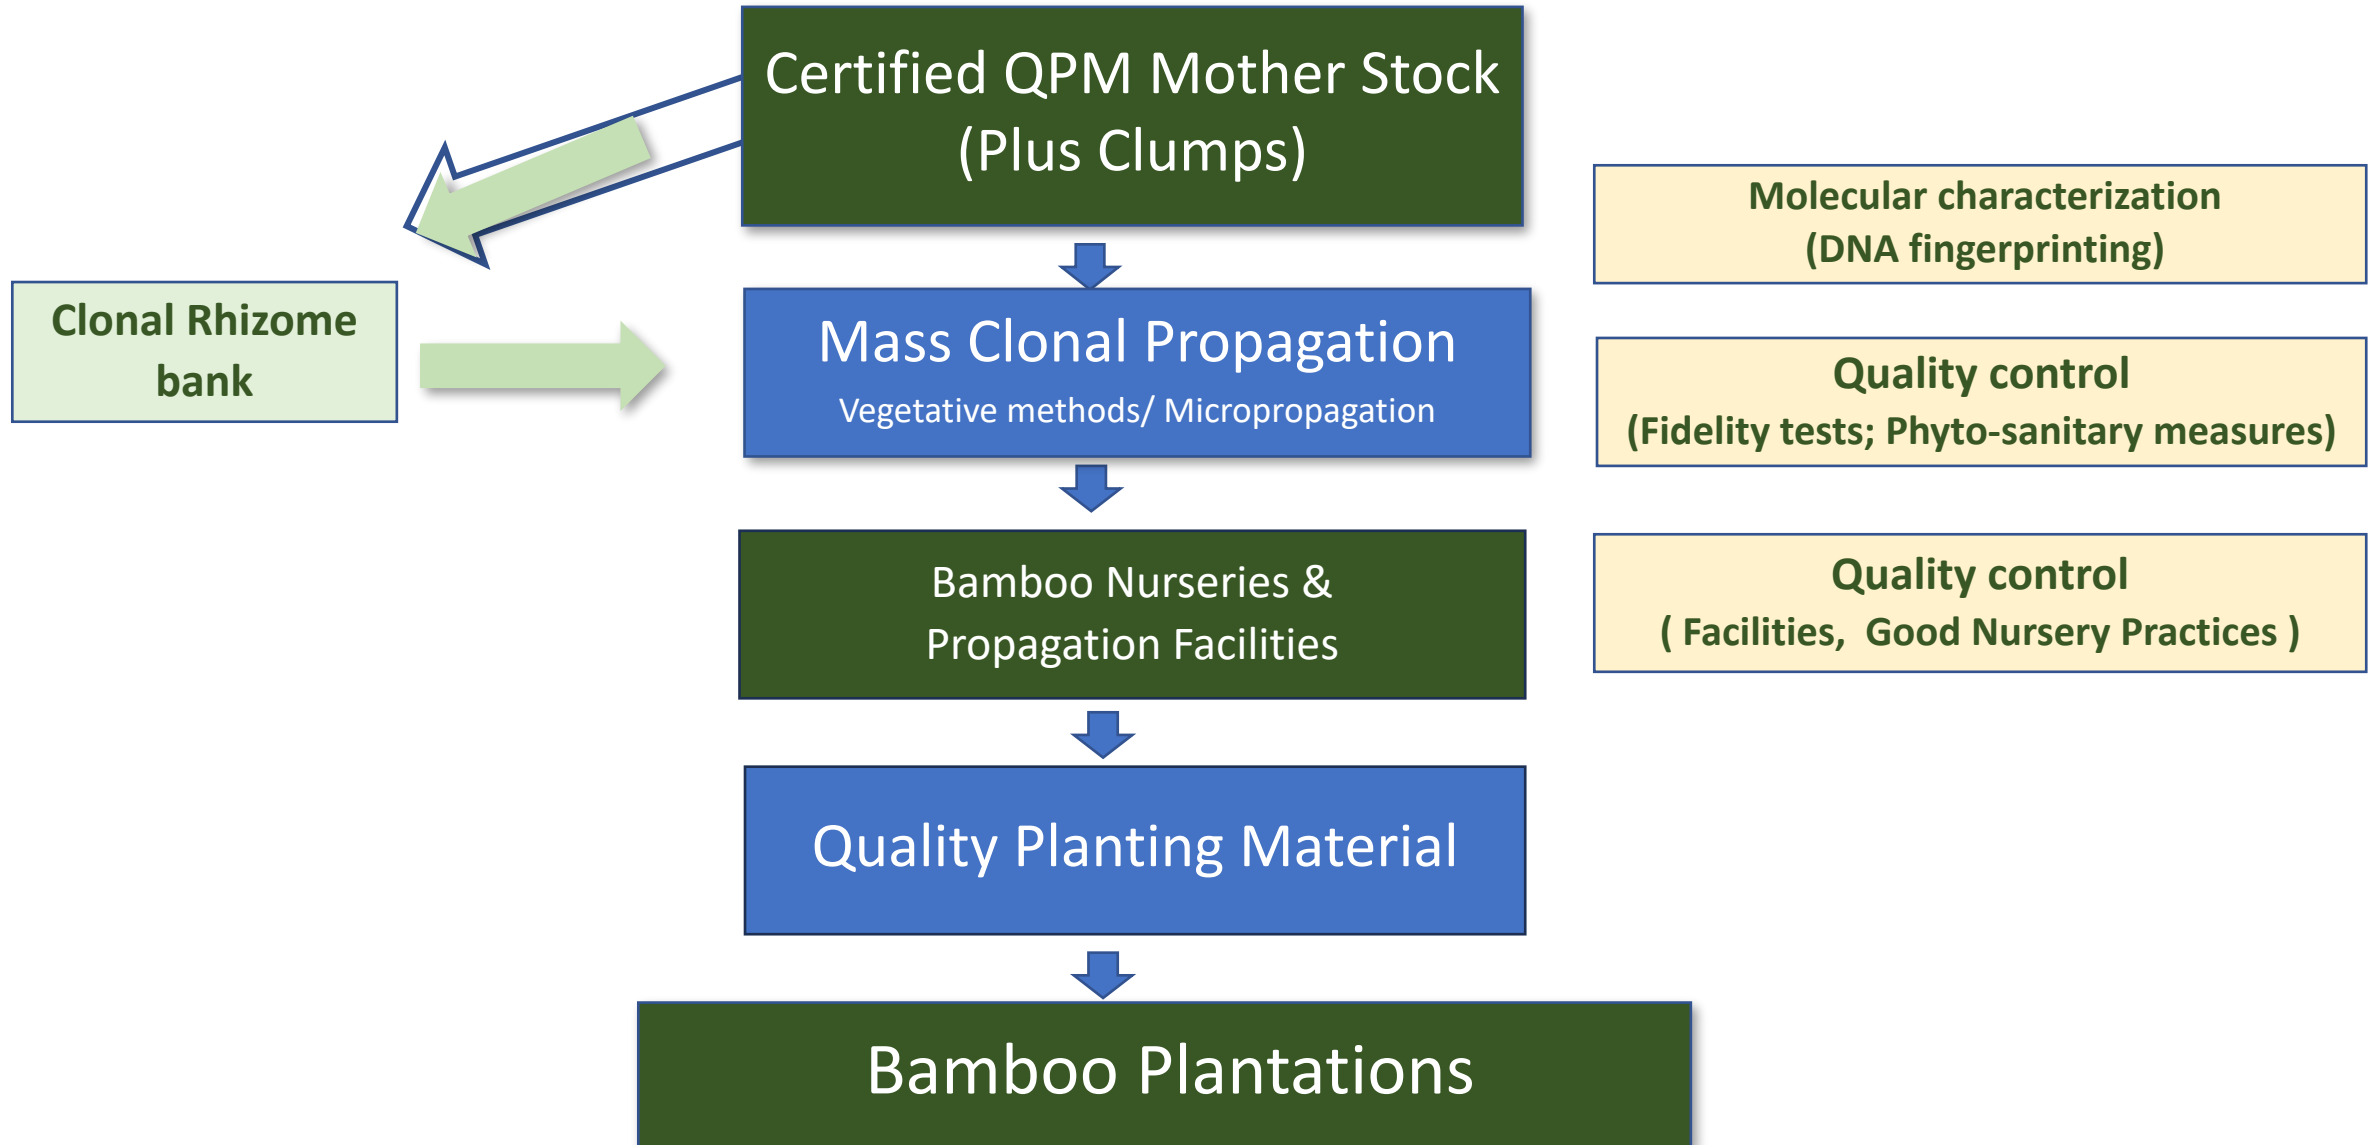 Certified QPM Mother Stock
(Plus Clumps)
Molecular characterization
(DNA fingerprinting)
Clonal Rhizome
bank
Mass Clonal Propagation
Vegetative methods/ Micropropagation
Quality control
(Fidelity tests; Phyto-sanitary measures)
Bamboo Nurseries &
Propagation Facilities
Quality control
( Facilities, Good Nursery Practices )
Quality Planting Material
Bamboo Plantations